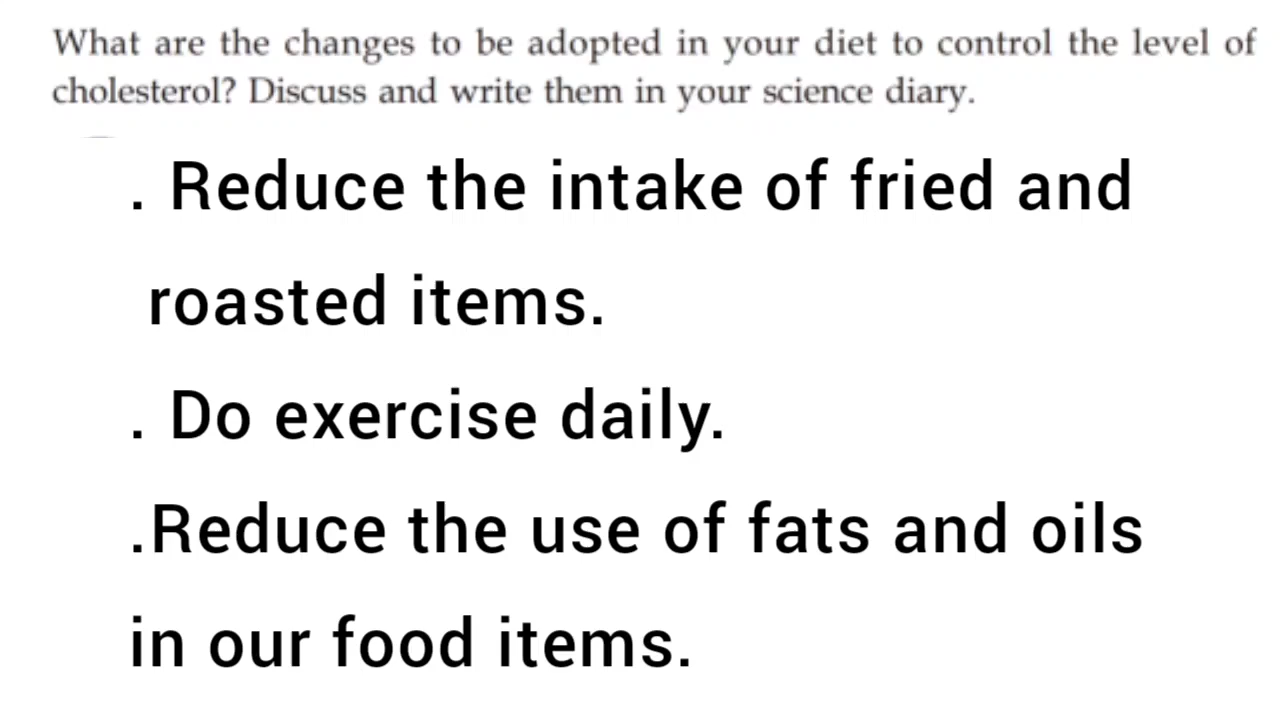 What are the changes to be adopted in your diet to control the level of
cholesterol? Discuss and write them in your science diary.
. Reduce the intake of fried and
roasted items.
. Do exercise daily.
.Reduce the use of fats and oils
in our food items.